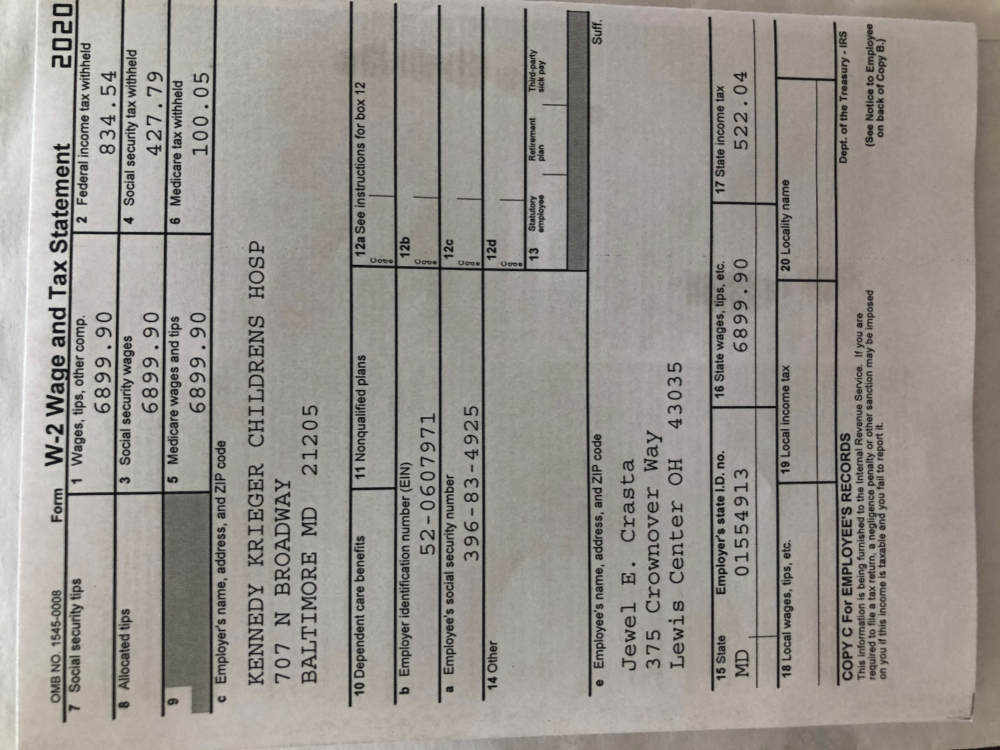 OMB NO. 1545-0008 Form W-2 Wage and Tax Statement 2020
7 Social security tips 1 Wages, tips, other comp. 2 Federal income tax withheld
6899.90 834.54
8 Allocated tips 3 Social security wages 4 Social security tax withheld
6899.90 427.79
9 5 Medicare wages and tips 6 Medicare tax withheld
6899.90 100.05
c Employer's name, address, and ZIP code
KENNEDY KRIEGER CHILDRENS HOSP
707 N BROADWAY
BALTIMORE MD 21205
10 Dependent care benefits 11 Nonqualified plans 12a See instructions for box 12
Code
b Employer identification number (EIN) 12b
52-0607971 Code
a Employee's social security number 12c
396-83-4925 Code
14 Other 12d
Code
13 Statutory employee Retirement plan Third-party sick pay
e Employee's name, address, and ZIP code Suff.
Jewel E. Crasta
375 Crownover Way
Lewis Center OH 43035
15 State Employer's state I.D. no. 16 State wages, tips, etc. 17 State income tax
MD 01554913 6899.90 522.04
18 Local wages, tips, etc. 19 Local income tax 20 Locality name
COPY C For EMPLOYEE'S RECORDS Dept. of the Treasury - IRS
This information is being furnished to the Internal Revenue Service. If you are
required to file a tax return, a negligence penalty or other sanction may be imposed
on you if this income is taxable and you fail to report it.
(See Notice to Employee
on back of Copy B.)